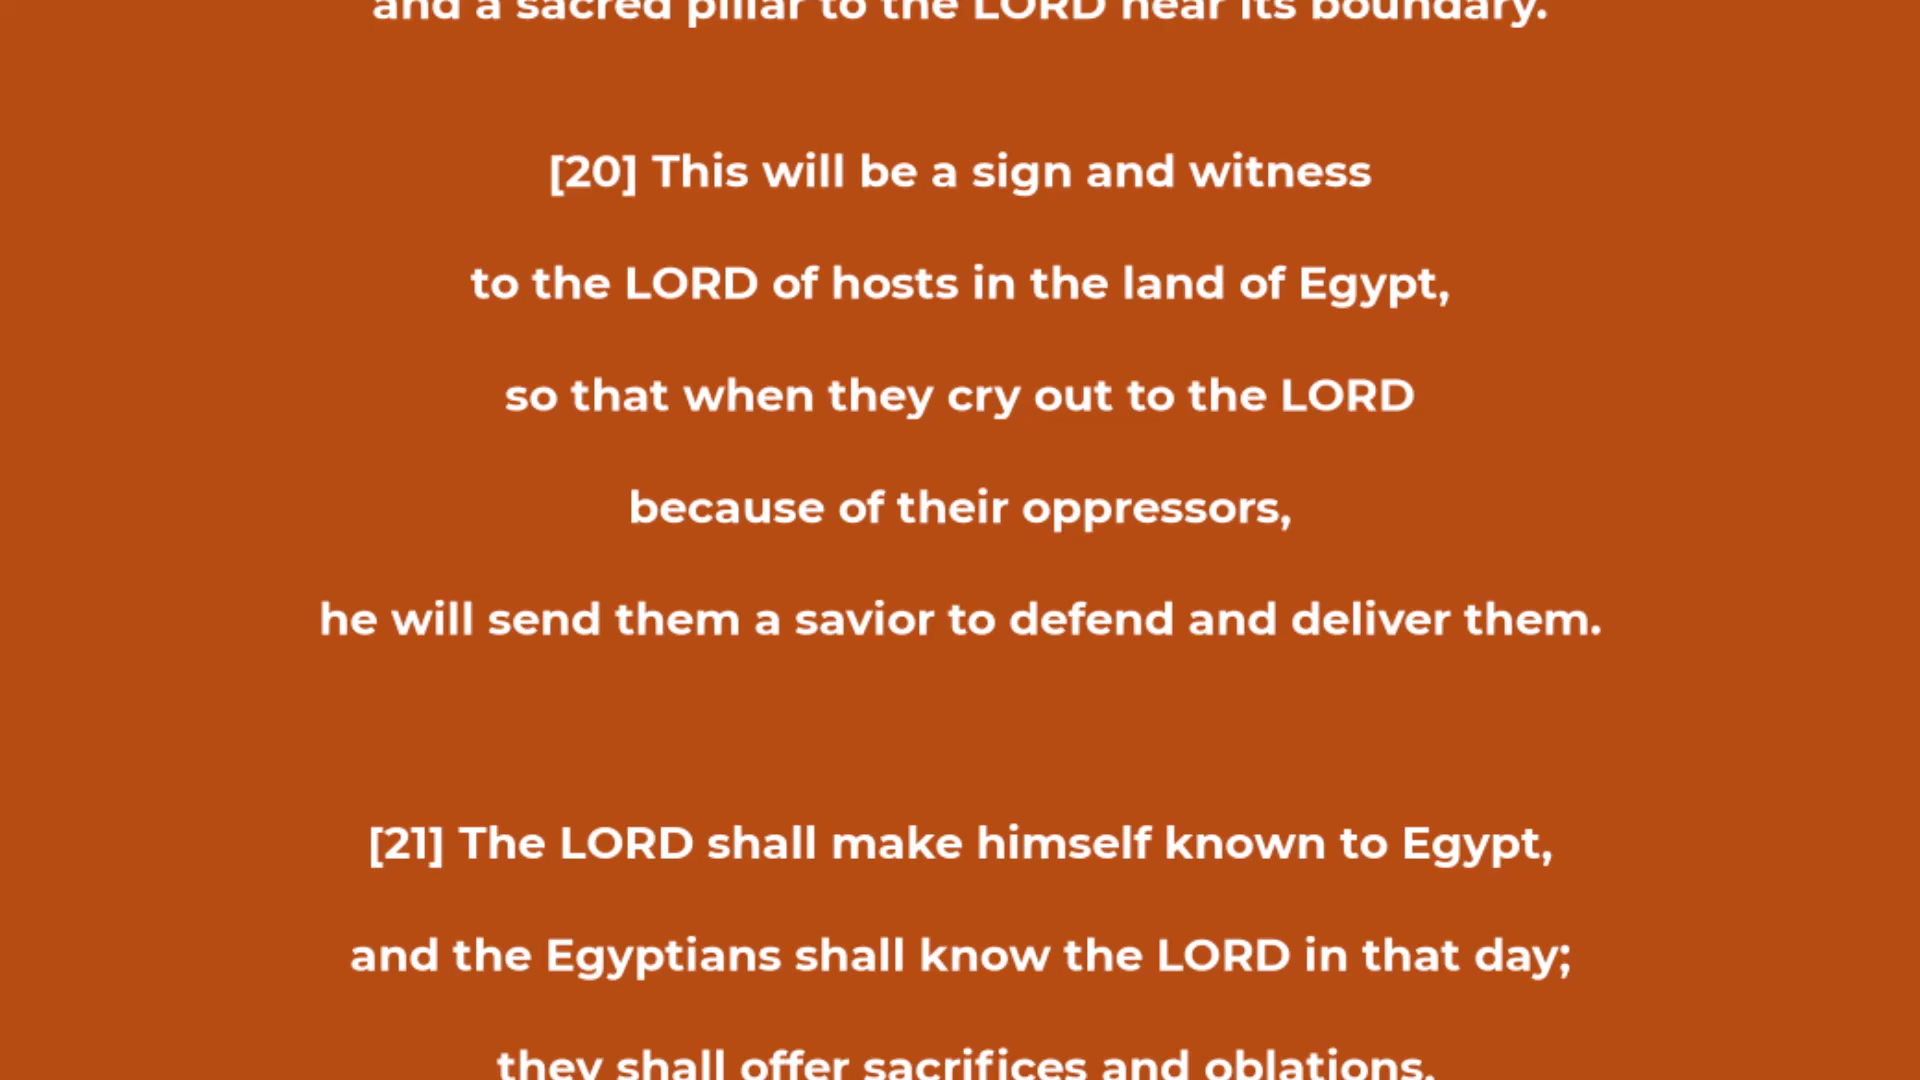 and a sacred pillar to the LORD near its boundary.
[20] This will be a sign and witness
to the LORD of hosts in the land of Egypt,
so that when they cry out to the LORD
because of their oppressors,
he will send them a savior to defend and deliver them.
[21] The LORD shall make himself known to Egypt,
and the Egyptians shall know the LORD in that day;
they shall offer sacrifices and oblations,